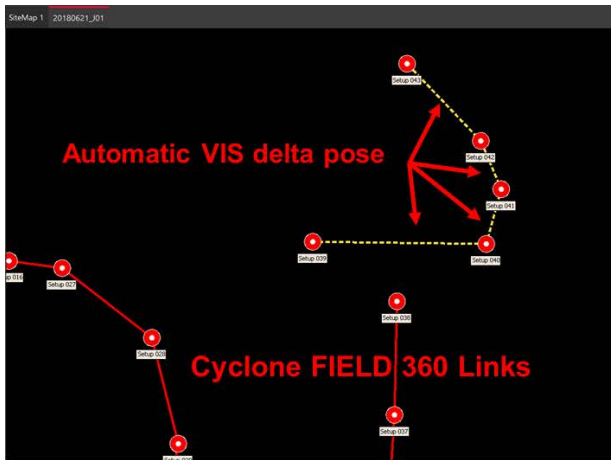 SiteMap 1 20180621_J01
Setup 043
Automatic VIS delta pose
Setup 042
Setup 041
Setup 039
Setup 040
Setup 027
Setup 038
Setup 028
Cyclone FIELD 360 Links
Setup 037